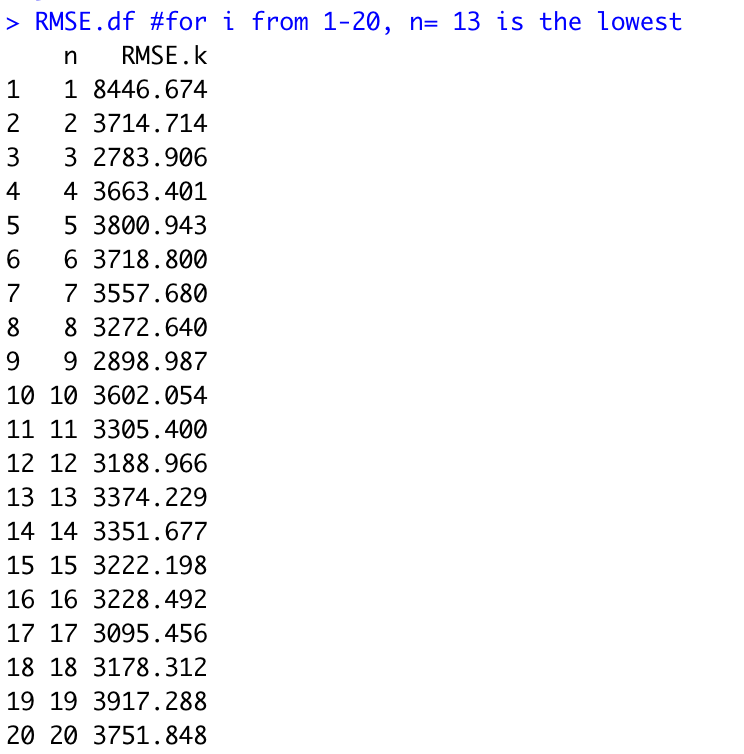 > RMSE.df #for i from 1-20, n= 13 is the lowest
    n   RMSE.k
1   1 8446.674
2   2 3714.714
3   3 2783.906
4   4 3663.401
5   5 3800.943
6   6 3718.800
7   7 3557.680
8   8 3272.640
9   9 2898.987
10 10 3602.054
11 11 3305.400
12 12 3188.966
13 13 3374.229
14 14 3351.677
15 15 3222.198
16 16 3228.492
17 17 3095.456
18 18 3178.312
19 19 3917.288
20 20 3751.848